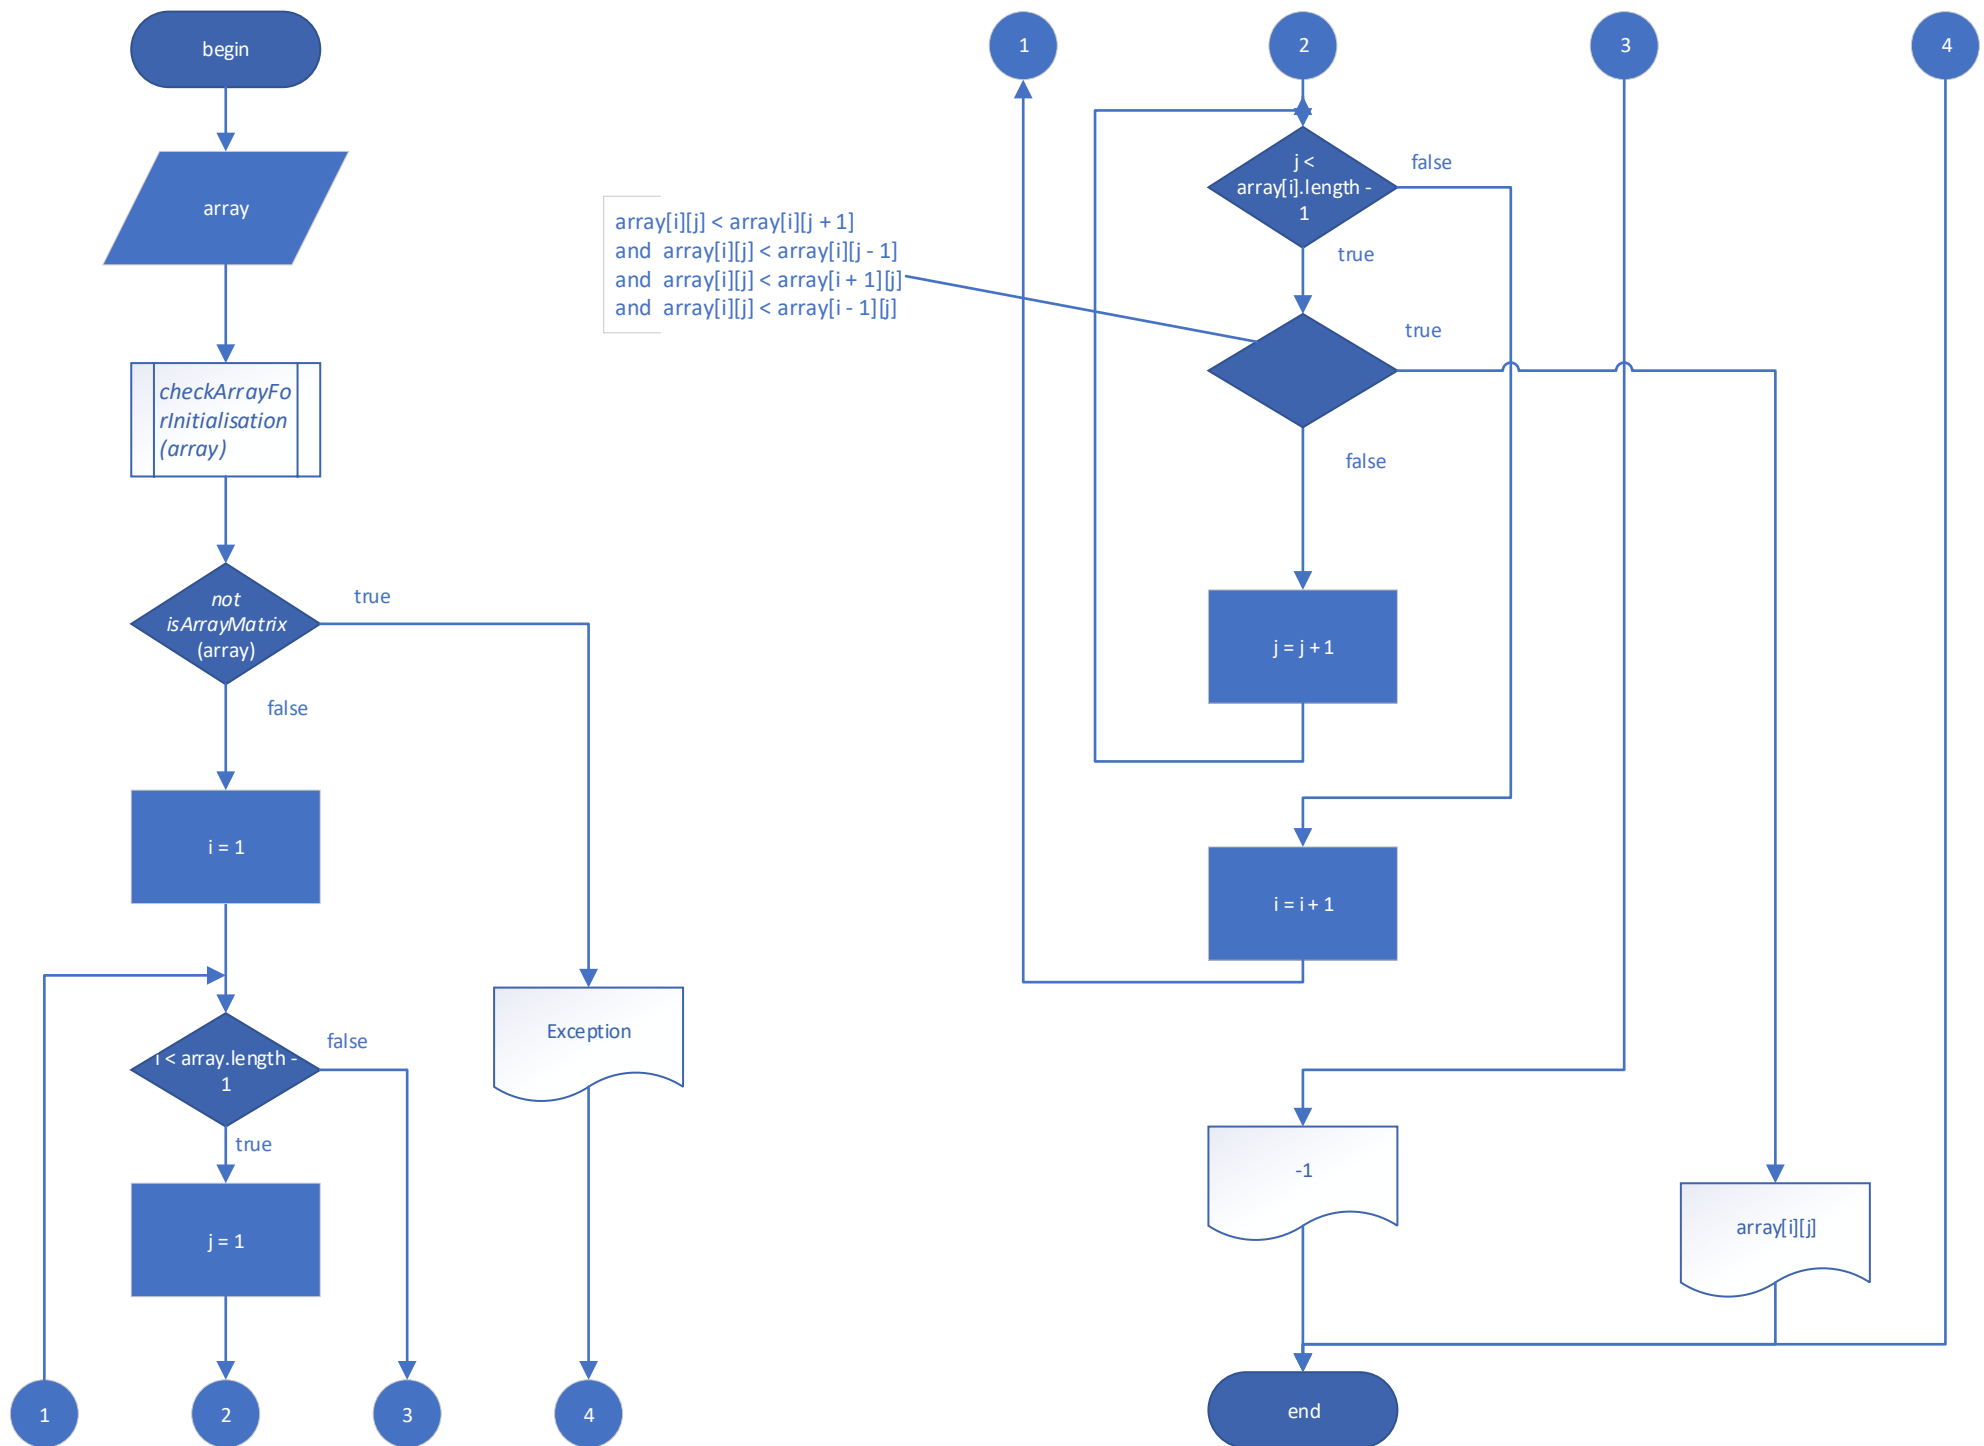 begin
array
checkArrayFo
rInitialisation
(array)
not
isArrayMatrix
(array)
true
false
i = 1
i < array.length -
1
false
true
j = 1
Exception
1
2
3
4
1
2
3
4
j <
array[i].length -
1
false
true
array[i][j] < array[i][j + 1]
and array[i][j] < array[i][j - 1]
and array[i][j] < array[i + 1][j]
and array[i][j] < array[i - 1][j]
true
false
j = j + 1
i = i + 1
-1
array[i][j]
end